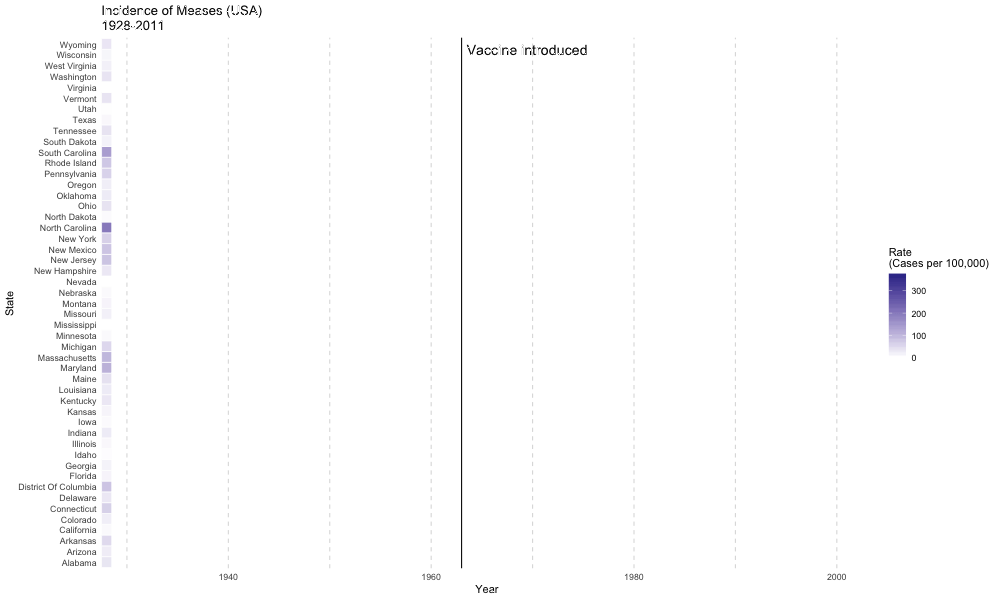 Incidence of Meases (USA)
1928-2011
Vaccine Introduced
Wyoming
Wisconsin
West Virginia
Washington
Virginia
Vermont
Utah
Texas
Tennessee
South Dakota
South Carolina
Rhode Island
Pennsylvania
Oregon
Oklahoma
Ohio
North Dakota
North Carolina
New York
New Mexico
New Jersey
New Hampshire
Nevada
Nebraska
Montana
Missouri
Mississippi
Minnesota
Michigan
Massachusetts
Maryland
Maine
Louisiana
Kentucky
Kansas
Iowa
Indiana
Illinois
Idaho
Georgia
Florida
District Of Columbia
Delaware
Connecticut
Colorado
California
Arkansas
Arizona
Alabama
State
1940
1960
1980
2000
Year
Rate
(Cases per 100,000)
300
200
100
0